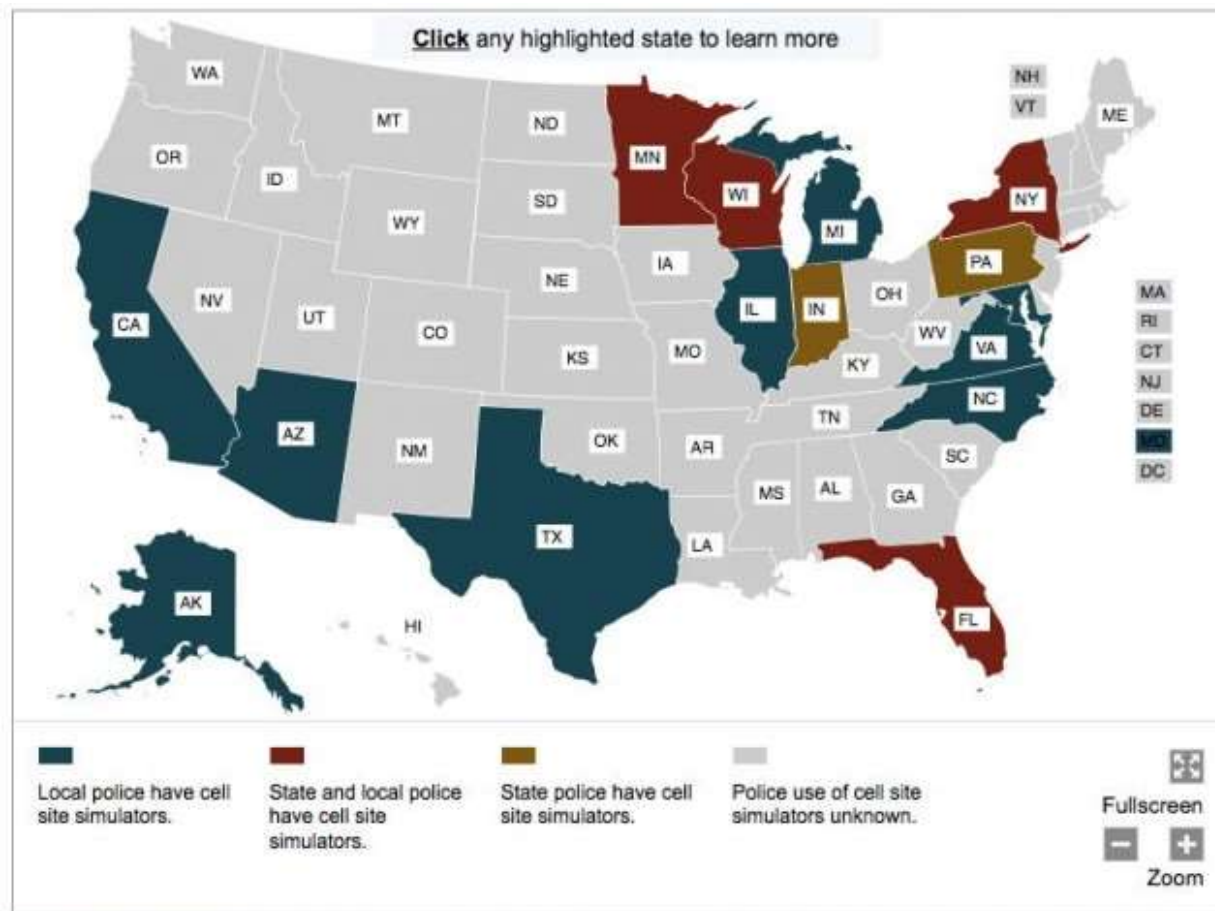 Click any highlighted state to learn more
WA
MT
ND
MN
NH
VT
ME
OR
ID
SD
WI
NY
WY
MI
IA
PA
NE
NV
OH
MA
CA
UT
CO
IL
IN
RI
WV
KS
MO
VA
CT
KY
NJ
NC
DE
AZ
TN
NM
OK
AR
MD
SC
DC
MS
AL
GA
TX
LA
AK
HI
FL
Local police have cell
site simulators.
State and local police
have cell site
simulators.
State police have cell
site simulators.
Police use of cell site
simulators unknown.
Fullscreen
Zoom